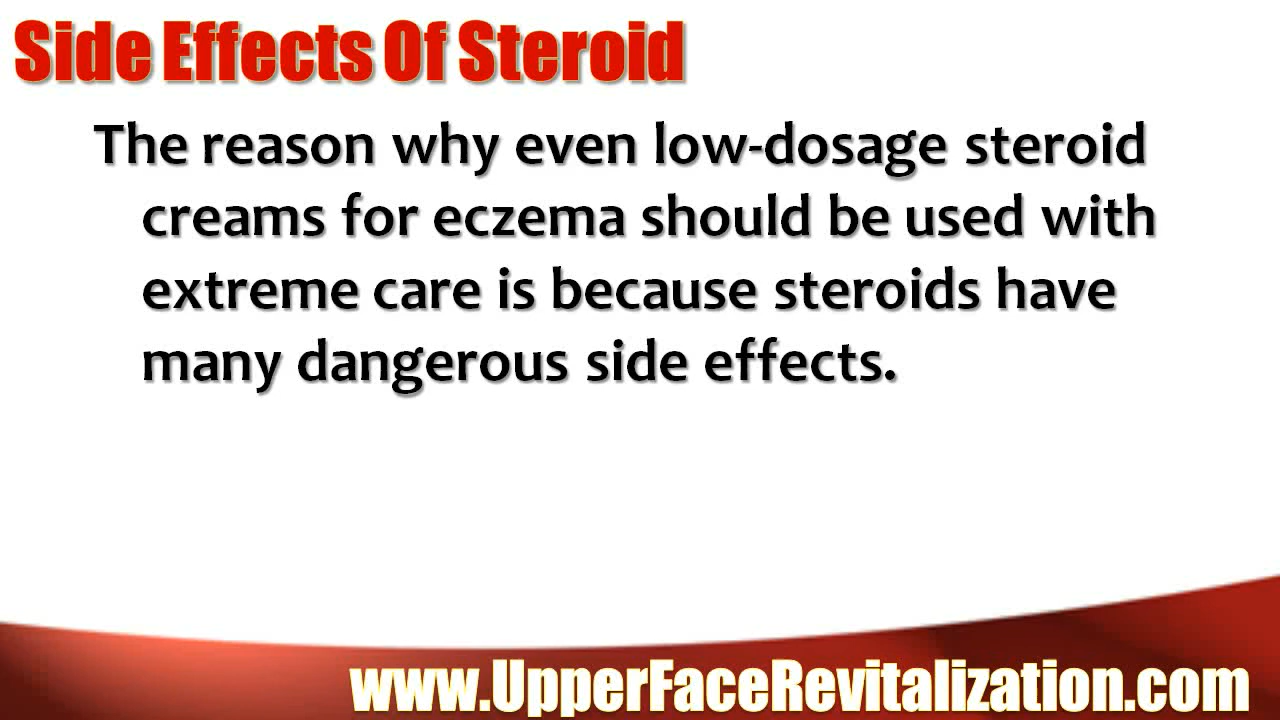 Side Effects Of Steroid
The reason why even low-dosage steroid
creams for eczema should be used with
extreme care is because steroids have
many dangerous side effects.
www.UpperFaceRevitalization.com